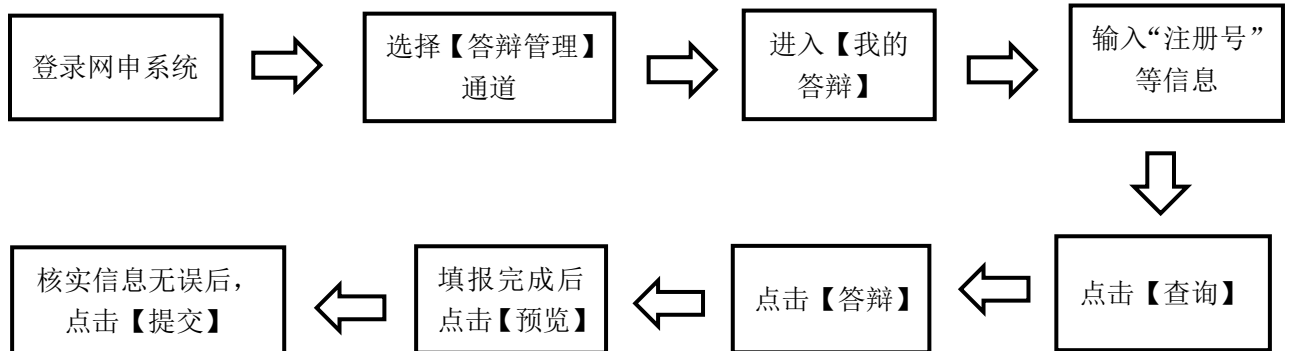 登录网申系统
选择【答辩管理】
通道
进入【我的
答辩】
输入“注册号”
等信息
点击【查询】
点击【答辩】
填报完成后
点击【预览】
核实信息无误后，
点击【提交】